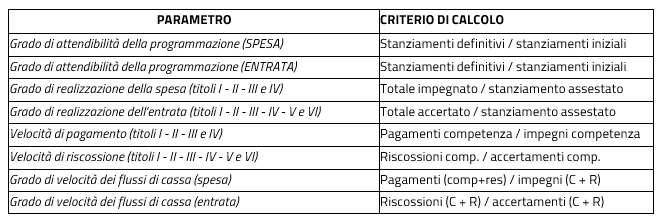 PARAMETRO CRITERIO DI CALCOLO
Grado di attendibilità della programmazione (SPESA) Stanziamenti definitivi / stanziamenti iniziali
Grado di attendibilità della programmazione (ENTRATA) Stanziamenti definitivi / stanziamenti iniziali
Grado di realizzazione della spesa (titoli I - II - III e IV) Totale impegnato / stanziamento assestato
Grado di realizzazione dell'entrata (titoli I - II - III - IV - V e VI) Totale accertato / stanziamento assestato
Velocità di pagamento (titoli I - II - III e IV) Pagamenti competenza / impegni competenza
Velocità di riscossione (titoli I - II - III - IV - V e VI) Riscossioni comp. / accertamenti comp.
Grado di velocità dei flussi di cassa (spesa) Pagamenti (comp+res) / impegni (C + R)
Grado di velocità dei flussi di cassa (entrata) Riscossioni (C + R) / accertamenti (C + R)